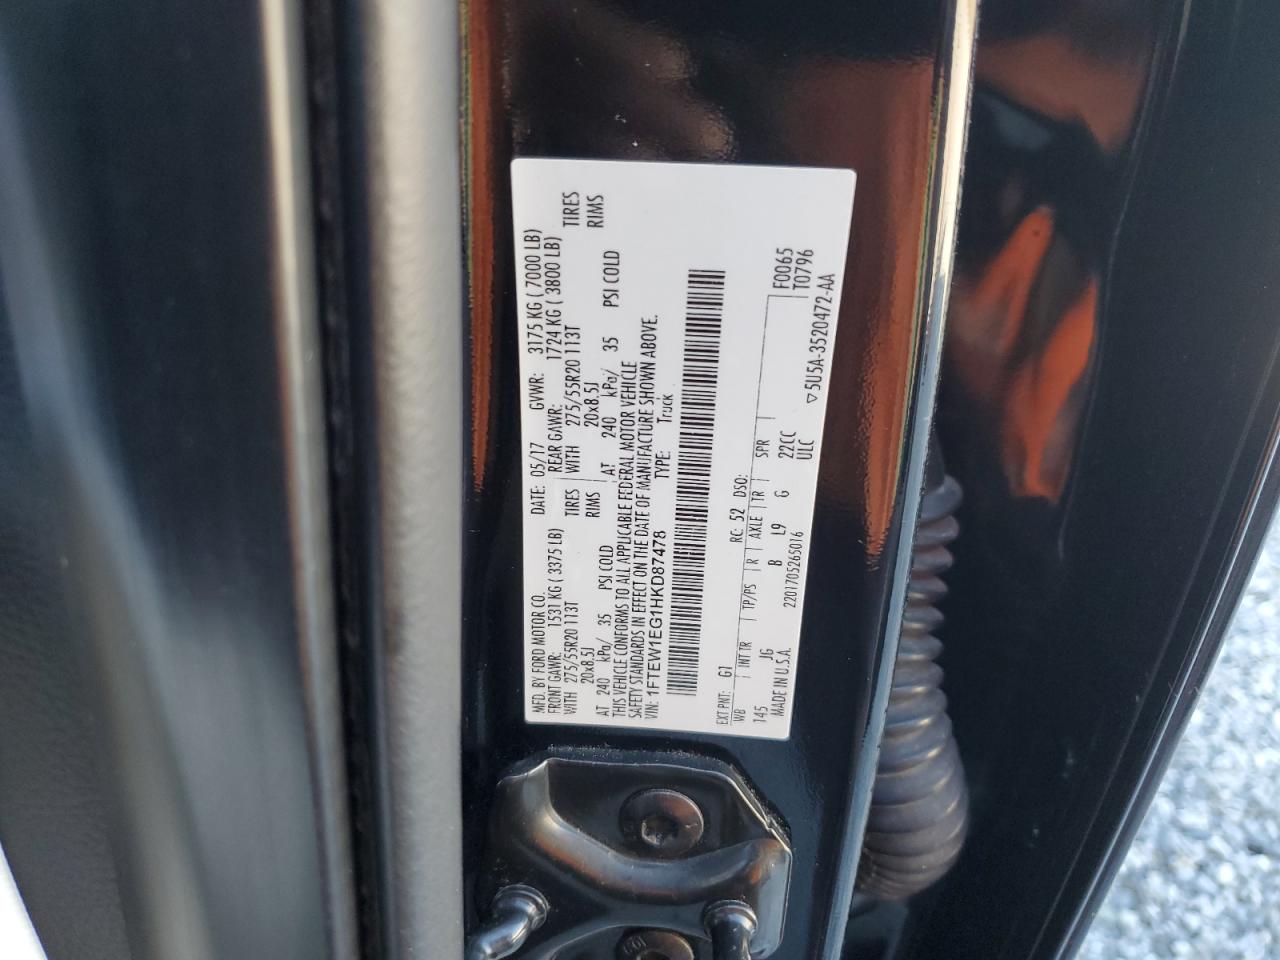 MFD. BY FORD MOTOR CO. DATE: 05/17 GVWR: 3175 KG ( 7000 LB)
FRONT GAWR: 1531 KG ( 3375 LB) REAR GAWR: 1724 KG ( 3800 LB)
WITH 275/55R20 113T TIRES WITH 275/55R20 113T TIRES
20x8.5J RIMS 20x8.5J RIMS
AT 240 kPa/ 35 PSI COLD AT 240 kPa/ 35 PSI COLD
THIS VEHICLE CONFORMS TO ALL APPLICABLE FEDERAL MOTOR VEHICLE
SAFETY STANDARDS IN EFFECT ON THE DATE OF MANUFACTURE SHOWN ABOVE.
VIN: 1FTEW1EG1HKD87478 TYPE: Truck
EXT PNT: G1 RC: 52 DSO: F0065
WB INT TR TP/PS R AXLE TR SPR T0796
145 JG B L9 G 22CC
MADE IN U.S.A. 2201705265016 ULC ▽5U5A-3520472-AA